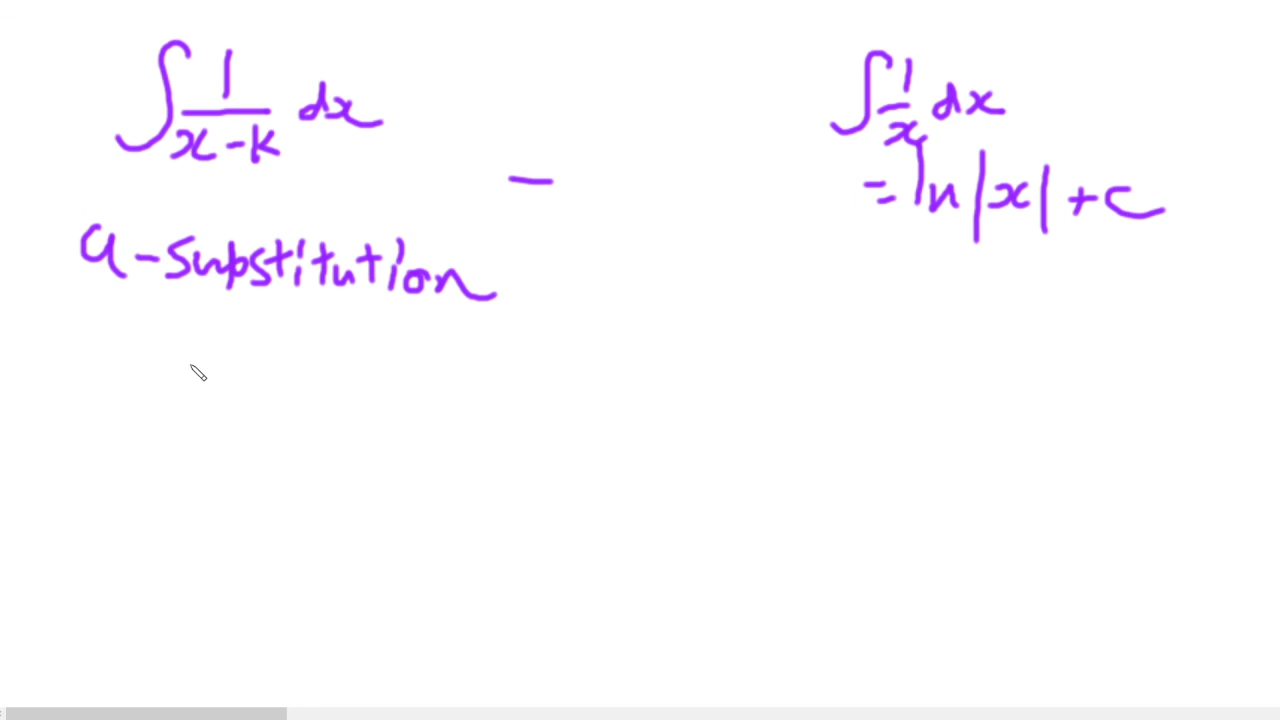 ∫ 1/(x-k) dx
u-substitution
—
∫ 1/x dx
= ln|x| + c